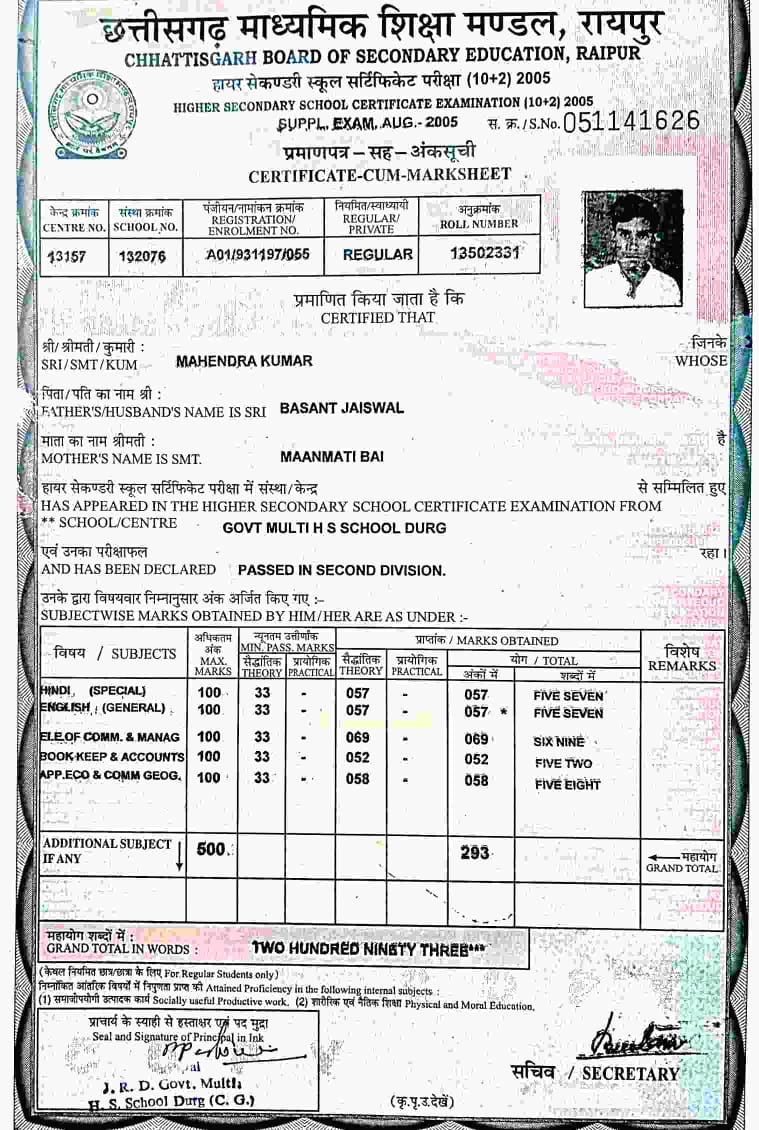 छत्तीसगढ़ माध्यमिक शिक्षा मण्डल, रायपुर
CHHATTISGARH BOARD OF SECONDARY EDUCATION, RAIPUR
हायर सेकण्डरी स्कूल सर्टिफिकेट परीक्षा (10+2) 2005
HIGHER SECONDARY SCHOOL CERTIFICATE EXAMINATION (10+2) 2005
SUPPL. EXAM, AUG.- 2005 स. क्र./S.No. 051141626
प्रमाणपत्र – सह – अंकसूची
CERTIFICATE-CUM-MARKSHEET
केन्द्र क्रमांक CENTRE NO. संस्था क्रमांक SCHOOL NO. पंजीयन/नामांकन क्रमांक REGISTRATION/ ENROLMENT NO. नियमित/स्वाध्यायी REGULAR/ PRIVATE अनुक्रमांक ROLL NUMBER
13157 132076 A01/931197/055 REGULAR 13502331
प्रमाणित किया जाता है कि
CERTIFIED THAT
श्री/ श्रीमती/ कुमारी : जिनके
SRI/SMT/KUM MAHENDRA KUMAR WHOSE
पिता/पति का नाम श्री :
FATHER'S/HUSBAND'S NAME IS SRI BASANT JAISWAL
माता का नाम श्रीमती : है
MOTHER'S NAME IS SMT. MAANMATI BAI
हायर सेकण्डरी स्कूल सर्टिफिकेट परीक्षा में संस्था/केन्द्र से सम्मिलित हुए
HAS APPEARED IN THE HIGHER SECONDARY SCHOOL CERTIFICATE EXAMINATION FROM
** SCHOOL/CENTRE GOVT MULTI H S SCHOOL DURG
एवं उनका परीक्षाफल रहा।
AND HAS BEEN DECLARED PASSED IN SECOND DIVISION.
उनके द्वारा विषयवार निम्नानुसार अंक अर्जित किए गए :-
SUBJECTWISE MARKS OBTAINED BY HIM/HER ARE AS UNDER :-
विषय / SUBJECTS अधिकतम अंक MAX. MARKS न्यूनतम उत्तीर्णांक MIN. PASS. MARKS प्राप्तांक / MARKS OBTAINED विशेष REMARKS
सैद्धांतिक THEORY प्रायोगिक PRACTICAL सैद्धांतिक THEORY प्रायोगिक PRACTICAL योग / TOTAL अंकों में शब्दों में
HINDI (SPECIAL) 100 33 - 057 - 057 FIVE SEVEN
ENGLISH (GENERAL) 100 33 - 057 - 057 * FIVE SEVEN
ELE.OF COMM. & MANAG 100 33 - 069 - 069 SIX NINE
BOOK KEEP & ACCOUNTS 100 33 - 052 - 052 FIVE TWO
APP.ECO & COMM GEOG. 100 33 - 058 - 058 FIVE EIGHT
ADDITIONAL SUBJECT IF ANY 500 293 महायोग GRAND TOTAL
महायोग शब्दों में :
GRAND TOTAL IN WORDS : TWO HUNDRED NINETY THREE***
(केवल नियमित छात्र/छात्रा के लिए For Regular Students only)
निम्नांकित आंतरिक विषयों में निपुणता प्राप्त की Attained Proficiency in the following internal subjects :
(1) समाजोपयोगी उत्पादक कार्य Socially useful Productive work. (2) शारीरिक एवं नैतिक शिक्षा Physical and Moral Education.
प्राचार्य के स्याही से हस्ताक्षर एवं पद मुद्रा
Seal and Signature of Principal in Ink
J. R. D. Govt. Multi.
H. S. School Durg (C. G.)
सचिव / SECRETARY
(कृ.पृ.उ.देखें)